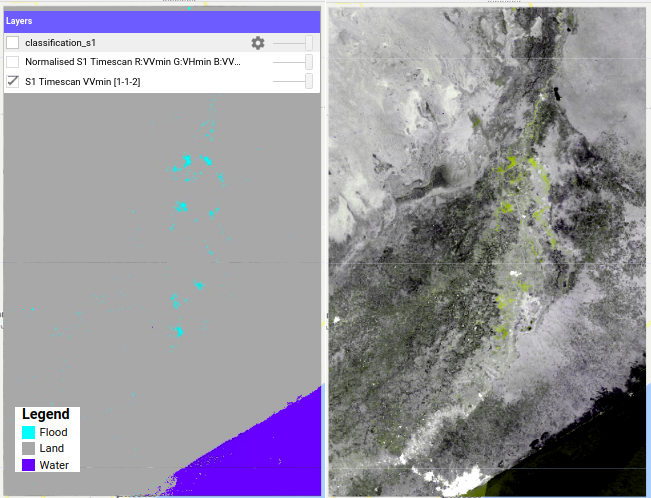 Layers
classification_s1
Normalised S1 Timescan R:VVmin G:VHmin B:VV...
S1 Timescan VVmin [1-1-2]
Legend
Flood
Land
Water